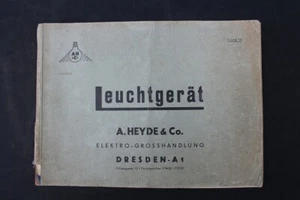 Leuchtgerät
A. HEYDE & Co.
ELEKTRO-GROSSHANDLUNG
DRESDEN-A1